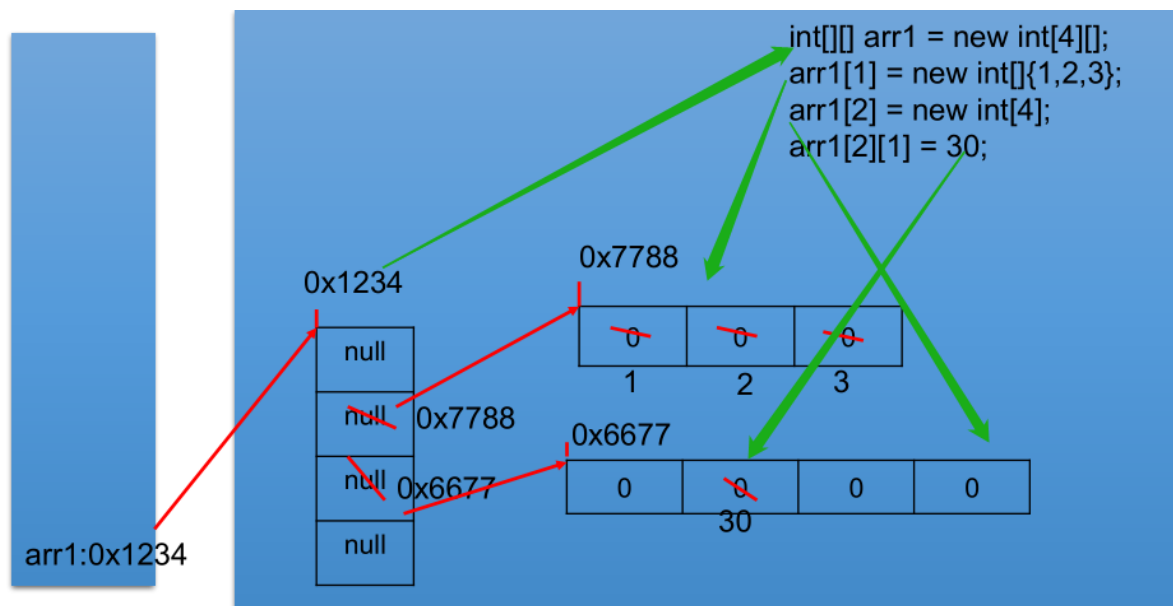 int[][] arr1 = new int[4][];
arr1[1] = new int[]{1,2,3};
arr1[2] = new int[4];
arr1[2][1] = 30;
0x1234
0x7788
null
0 0 0
1 2 3
null 0x7788
0x6677
null 0x6677
0 0 0 0
30
null
arr1:0x1234